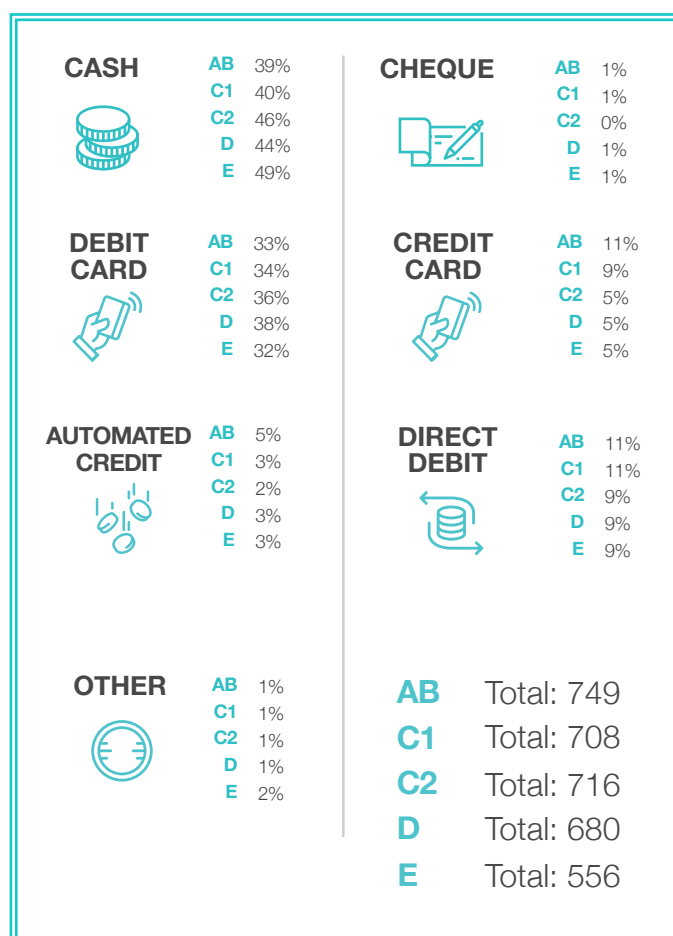 CASH
AB 39%
C1 40%
C2 46%
D 44%
E 49%
CHEQUE
AB 1%
C1 1%
C2 0%
D 1%
E 1%
DEBIT
CARD
AB 33%
C1 34%
C2 36%
D 38%
E 32%
CREDIT
CARD
AB 11%
C1 9%
C2 5%
D 5%
E 5%
AUTOMATED
CREDIT
AB 5%
C1 3%
C2 2%
D 3%
E 3%
DIRECT
DEBIT
AB 11%
C1 11%
C2 9%
D 9%
E 9%
OTHER
AB 1%
C1 1%
C2 1%
D 1%
E 2%
AB Total: 749
C1 Total: 708
C2 Total: 716
D Total: 680
E Total: 556